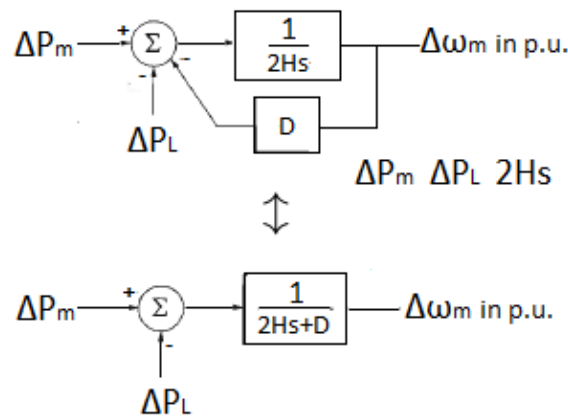 ΔPm + Σ - - 1 / 2Hs Δωm in p.u.
ΔPL D
ΔPm ΔPL 2Hs
ΔPm + Σ - 1 / 2Hs+D Δωm in p.u.
ΔPL